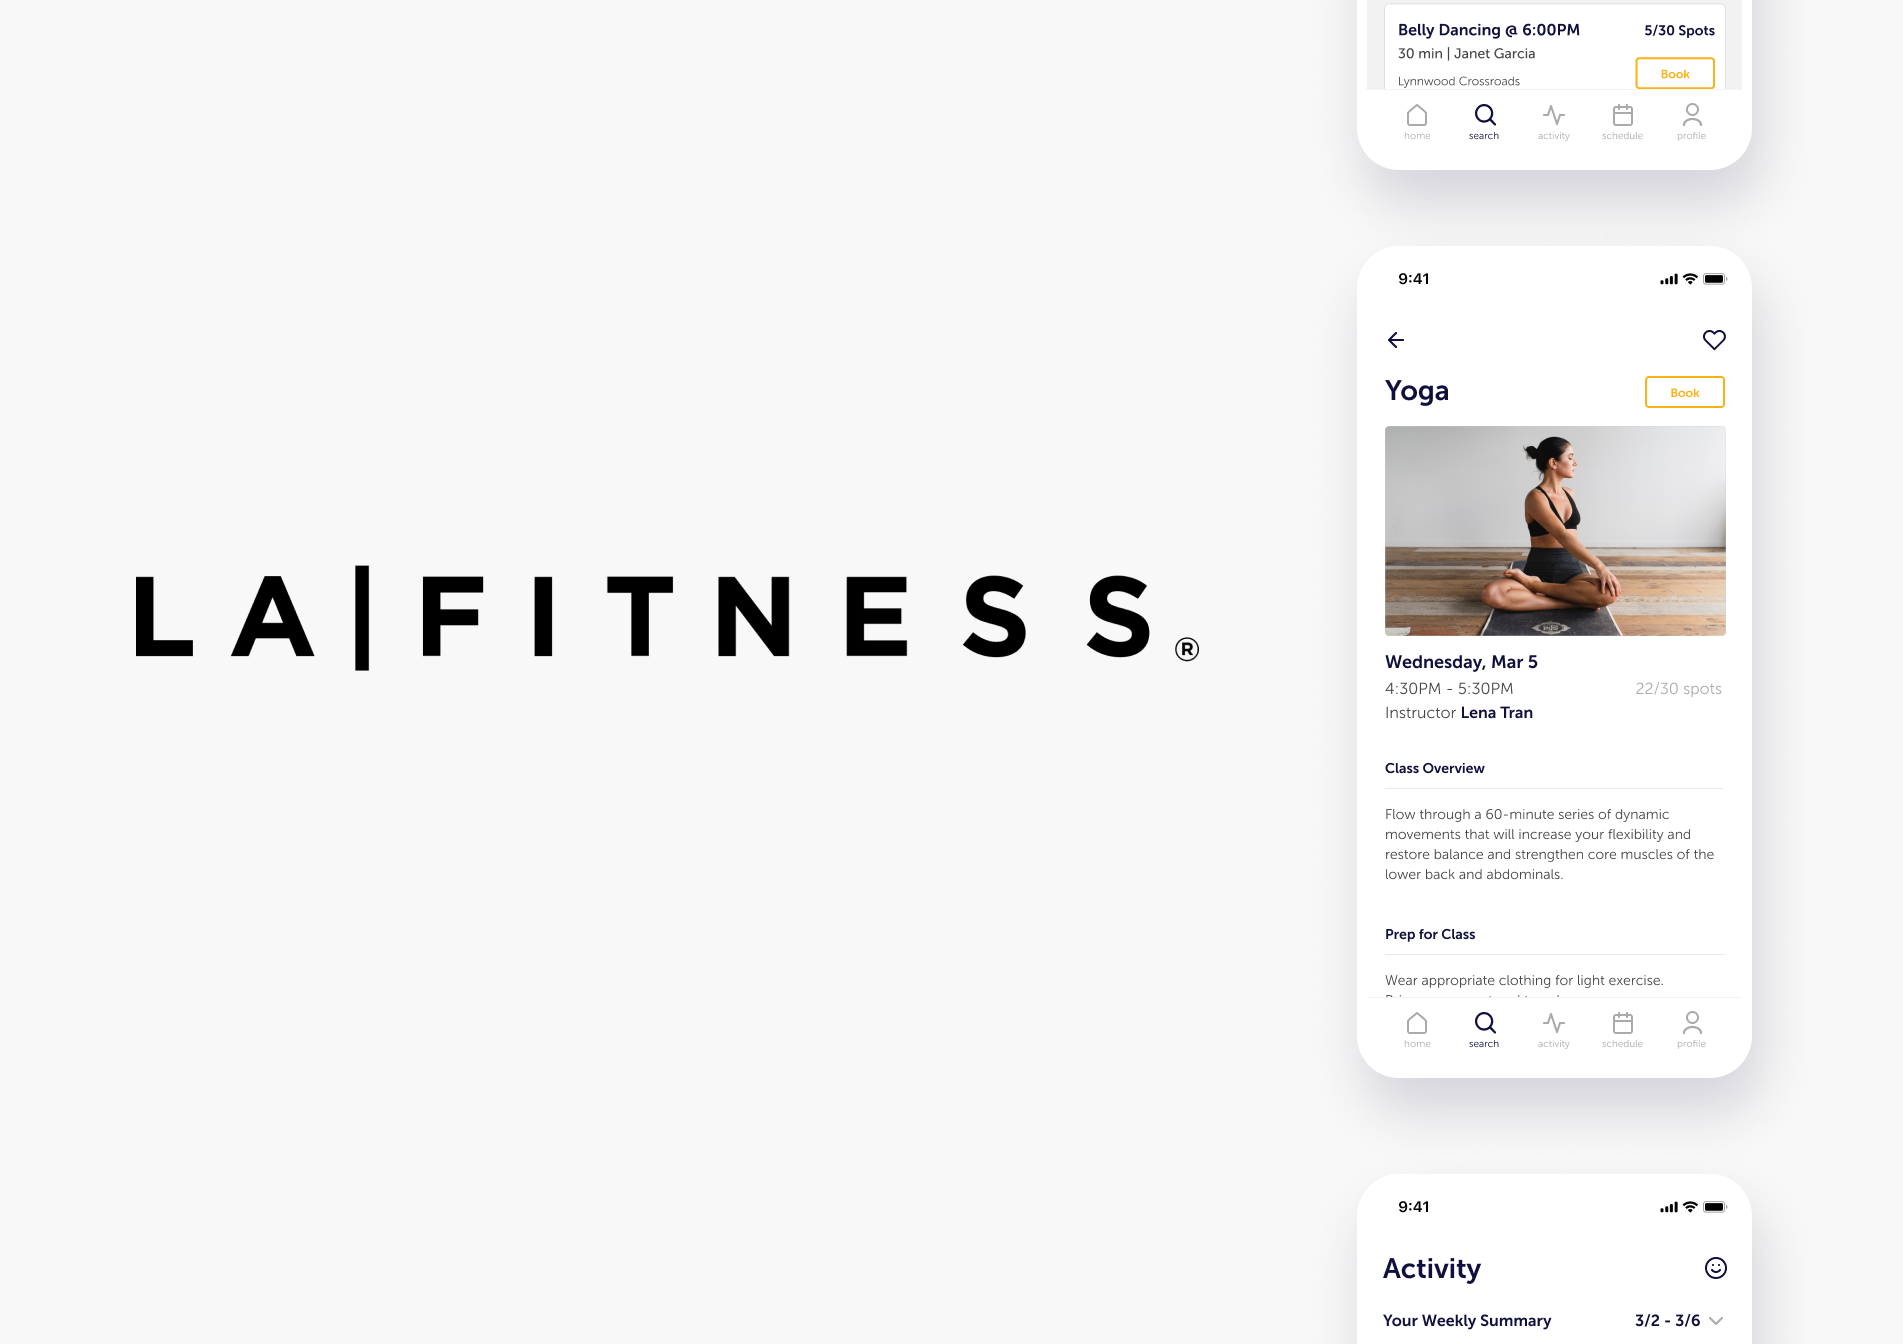 LA|FITNESS®
Belly Dancing @ 6:00PM
5/30 Spots
30 min | Janet Garcia
Lynnwood Crossroads
Book
home
search
activity
schedule
profile
9:41
Yoga
Book
Wednesday, Mar 5
4:30PM - 5:30PM
22/30 spots
Instructor Lena Tran
Class Overview
Flow through a 60-minute series of dynamic
movements that will increase your flexibility and
restore balance and strengthen core muscles of the
lower back and abdominals.
Prep for Class
Wear appropriate clothing for light exercise.
home
search
activity
schedule
profile
9:41
Activity
Your Weekly Summary
3/2 - 3/6